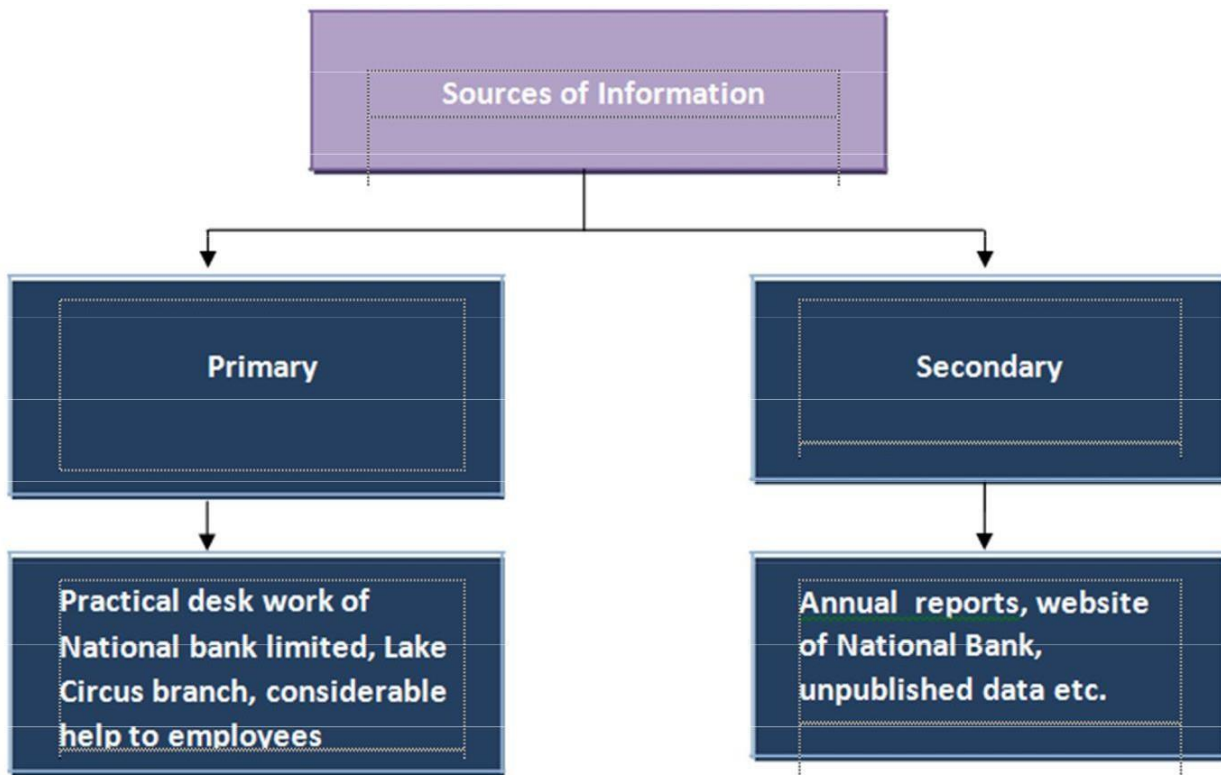 Sources of Information
Primary
Secondary
Practical desk work of
National bank limited, Lake
Circus branch, considerable
help to employees
Annual reports, website
of National Bank,
unpublished data etc.